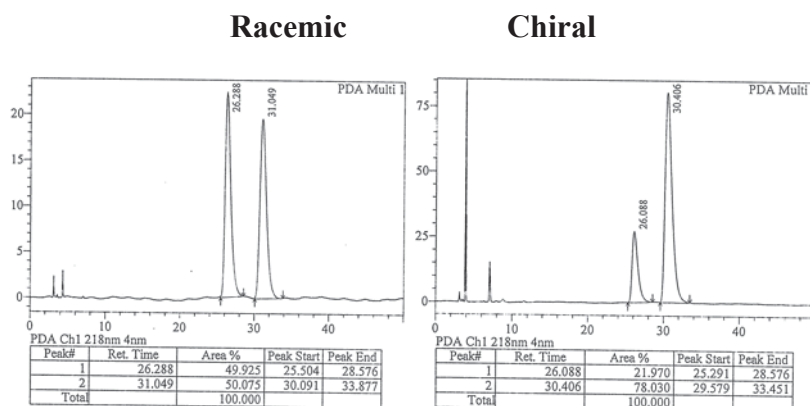 Racemic
Chiral
PDA Multi 1
26.288
31.049
20
15
10
5
0
0 10 20 30 40
PDA Ch1 218nm 4nm
Peak# Ret. Time Area % Peak Start Peak End
1 26.288 49.925 25.504 28.576
2 31.049 50.075 30.091 33.877
Total 100.000
PDA Multi
26.088
30.406
75
50
25
0
0 10 20 30 40
PDA Ch1 218nm 4nm
Peak# Ret. Time Area % Peak Start Peak End
1 26.088 21.970 25.291 28.576
2 30.406 78.030 29.579 33.451
Total 100.000